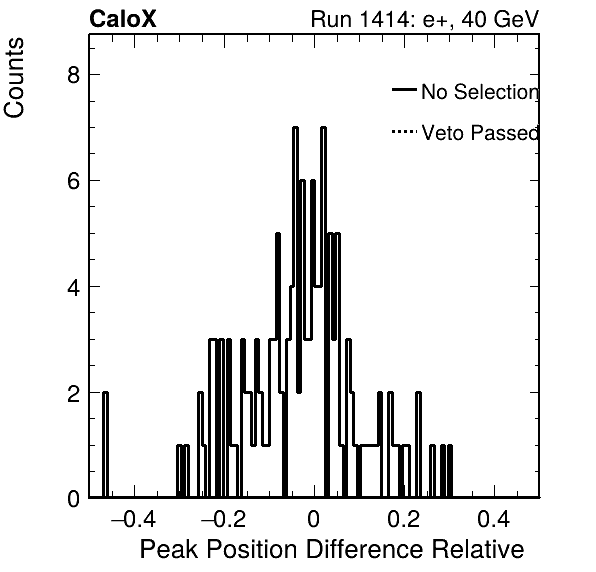 CaloX Run 1414: e+, 40 GeV
Counts
No Selection
Veto Passed
8
6
4
2
0
−0.4 −0.2 0 0.2 0.4
Peak Position Difference Relative